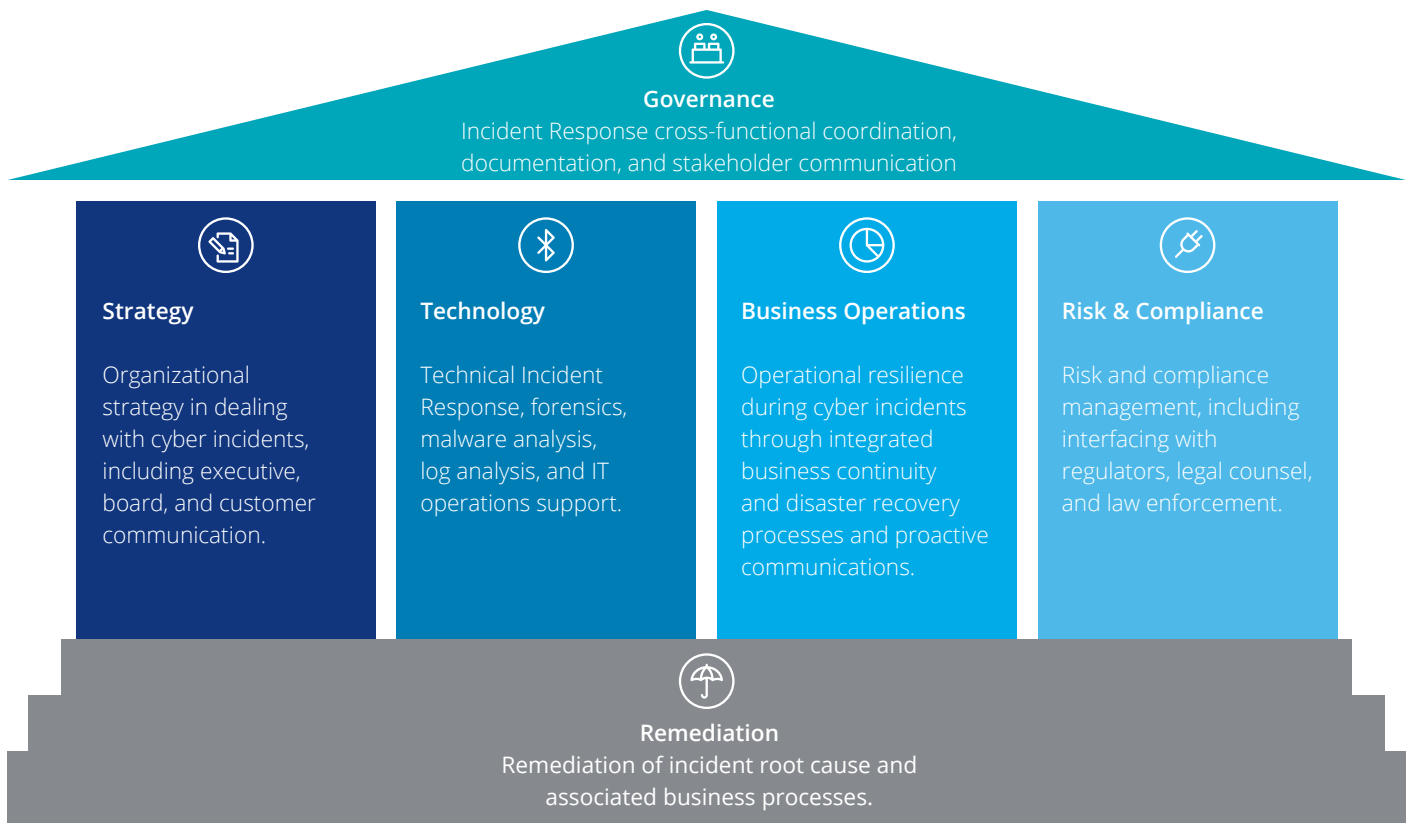 Governance
Incident Response cross-functional coordination,
documentation, and stakeholder communication
Strategy
Organizational
strategy in dealing
with cyber incidents,
including executive,
board, and customer
communication.
Technology
Technical Incident
Response, forensics,
malware analysis,
log analysis, and IT
operations support.
Business Operations
Operational resilience
during cyber incidents
through integrated
business continuity
and disaster recovery
processes and proactive
communications.
Risk & Compliance
Risk and compliance
management, including
interfacing with
regulators, legal counsel,
and law enforcement.
Remediation
Remediation of incident root cause and
associated business processes.